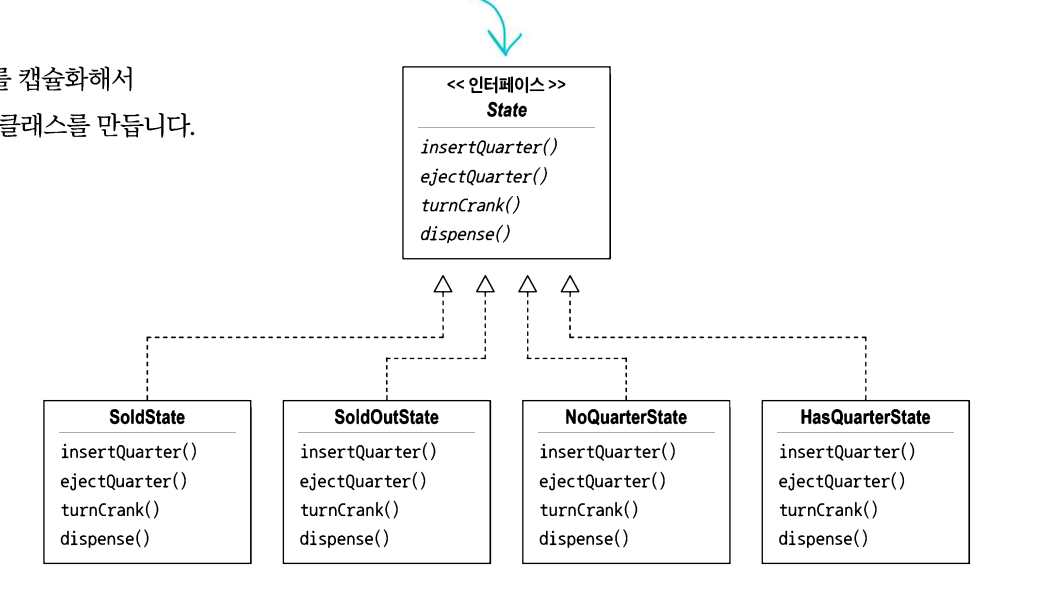 를 캡슐화해서
클래스를 만듭니다.
<< 인터페이스 >>
State
insertQuarter()
ejectQuarter()
turnCrank()
dispense()
SoldState
insertQuarter()
ejectQuarter()
turnCrank()
dispense()
SoldOutState
insertQuarter()
ejectQuarter()
turnCrank()
dispense()
NoQuarterState
insertQuarter()
ejectQuarter()
turnCrank()
dispense()
HasQuarterState
insertQuarter()
ejectQuarter()
turnCrank()
dispense()